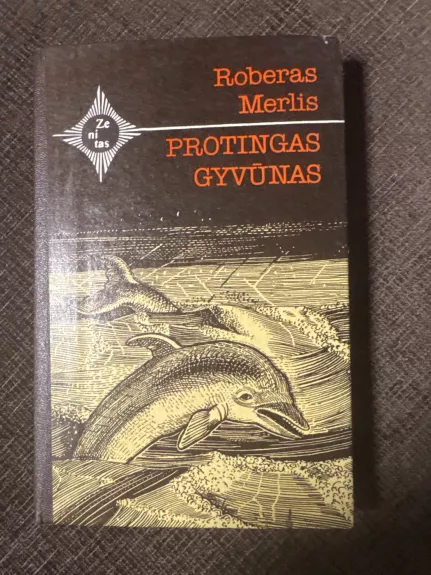 Roberas
Merlis
Ze
ni
tas
PROTINGAS
GYVŪNAS